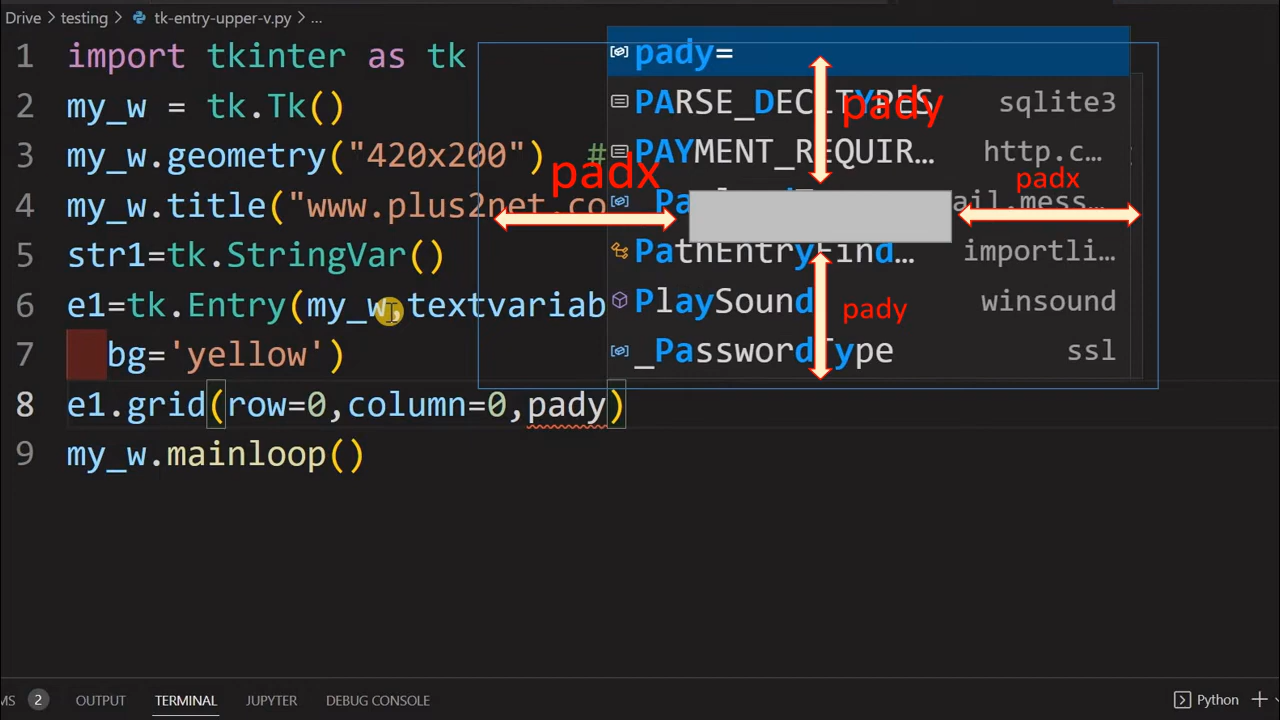 Drive > testing > tk-entry-upper-v.py > ...
1 import tkinter as tk
2 my_w = tk.Tk()
3 my_w.geometry("420x200") #
4 my_w.title("www.plus2net.co
5 str1=tk.StringVar()
6 e1=tk.Entry(my_w,textvariab
7 bg='yellow')
8 e1.grid(row=0,column=0,pady)
9 my_w.mainloop()
pady=
PARSE_DECLTYPES sqlite3
PAYMENT_REQUIR… http.c…
ail.mess…
PathEntryFind… importli…
PlaySound winsound
_PasswordType ssl
pady
padx
padx
pady
MS 2 OUTPUT TERMINAL JUPYTER DEBUG CONSOLE Python